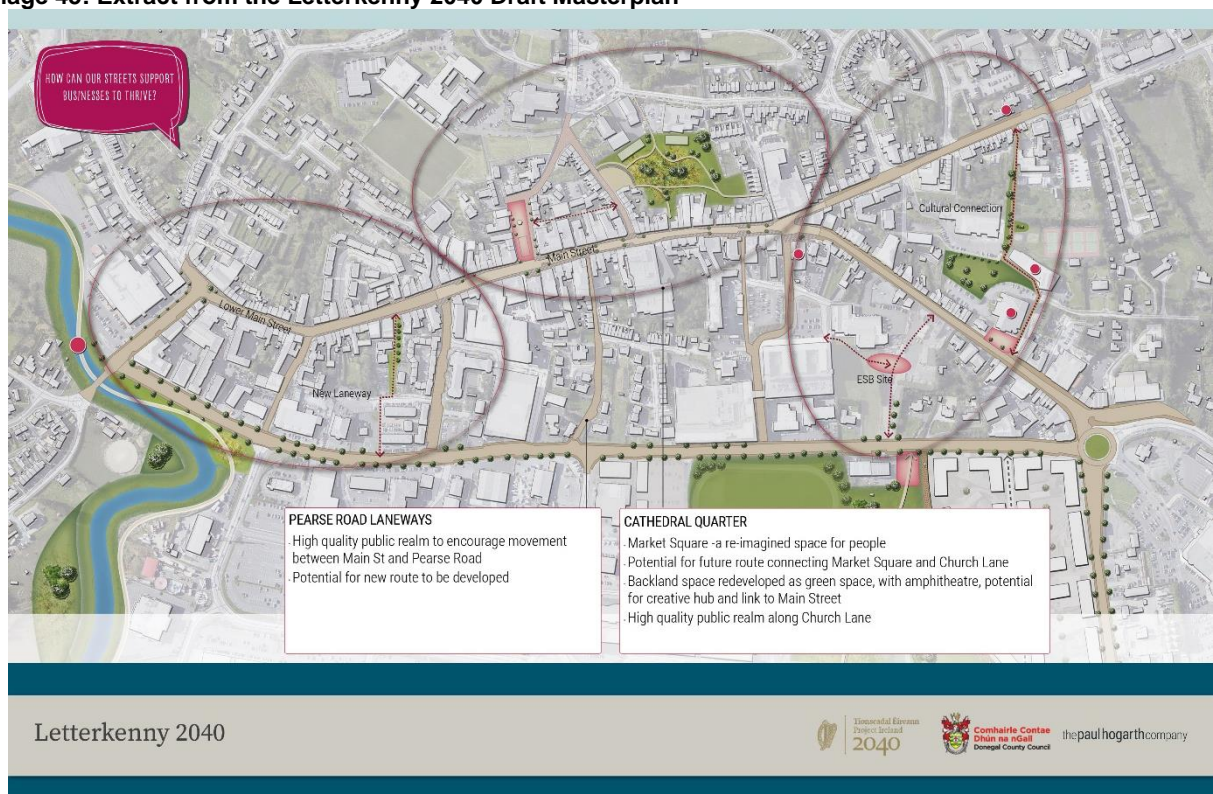 Image 45: Extract from the Letterkenny 2040 Draft Masterplan
HOW CAN OUR STREETS SUPPORT
BUSINESSES TO THRIVE?
Cultural Connection
Main Street
Lower Main Street
New Laneway
ESB Site
PEARSE ROAD LANEWAYS
· High quality public realm to encourage movement
between Main St and Pearse Road
· Potential for new route to be developed
CATHEDRAL QUARTER
· Market Square -a re-imagined space for people
· Potential for future route connecting Market Square and Church Lane
· Backland space redeveloped as green space, with amphitheatre, potential
for creative hub and link to Main Street
· High quality public realm along Church Lane
Letterkenny 2040
Tionscadal Éireann
Project Ireland
2040
Comhairle Contae
Dhún na nGall
Donegal County Council
thepaulhogarthcompany